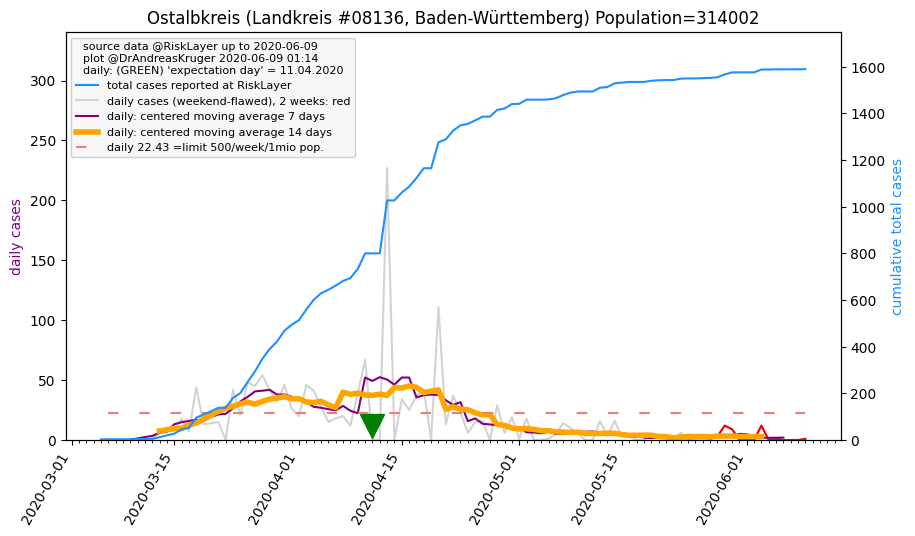 Ostalbkreis (Landkreis #08136, Baden-Württemberg) Population=314002
source data @RiskLayer up to 2020-06-09
plot @DrAndreasKruger 2020-06-09 01:14
daily: (GREEN) 'expectation day' = 11.04.2020
total cases reported at RiskLayer
daily cases (weekend-flawed), 2 weeks: red
daily: centered moving average 7 days
daily: centered moving average 14 days
daily 22.43 =limit 500/week/1mio pop.
daily cases
300
250
200
150
100
50
0
1600
1400
1200
1000
800
600
400
200
0
cumulative total cases
2020-03-01
2020-03-15
2020-04-01
2020-04-15
2020-05-01
2020-05-15
2020-06-01